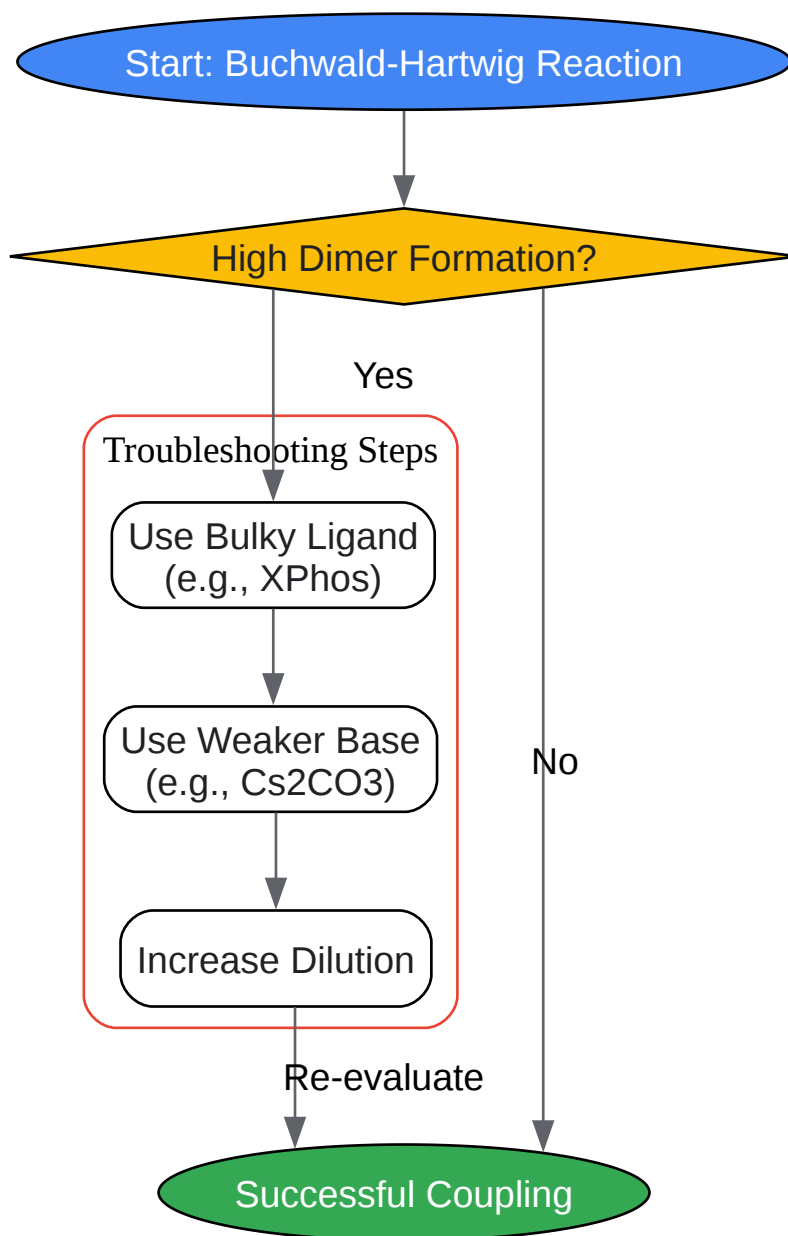 Start: Buchwald-Hartwig Reaction
High Dimer Formation?
Yes
Troubleshooting Steps
Use Bulky Ligand
(e.g., XPhos)
Use Weaker Base
(e.g., Cs2CO3)
No
Increase Dilution
Re-evaluate
Successful Coupling